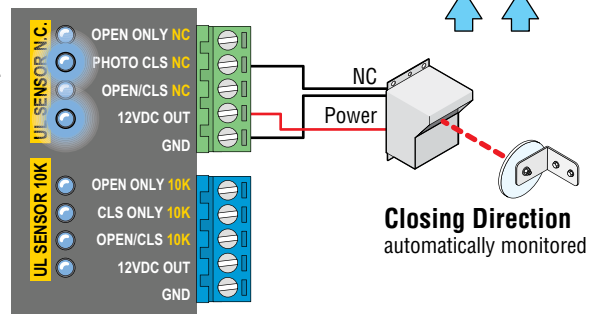 UL SENSOR N.C.
OPEN ONLY NC
PHOTO CLS NC
OPEN/CLS NC
12VDC OUT
GND
NC
Power
UL SENSOR 10K
OPEN ONLY 10K
CLS ONLY 10K
OPEN/CLS 10K
12VDC OUT
GND
Closing Direction
automatically monitored